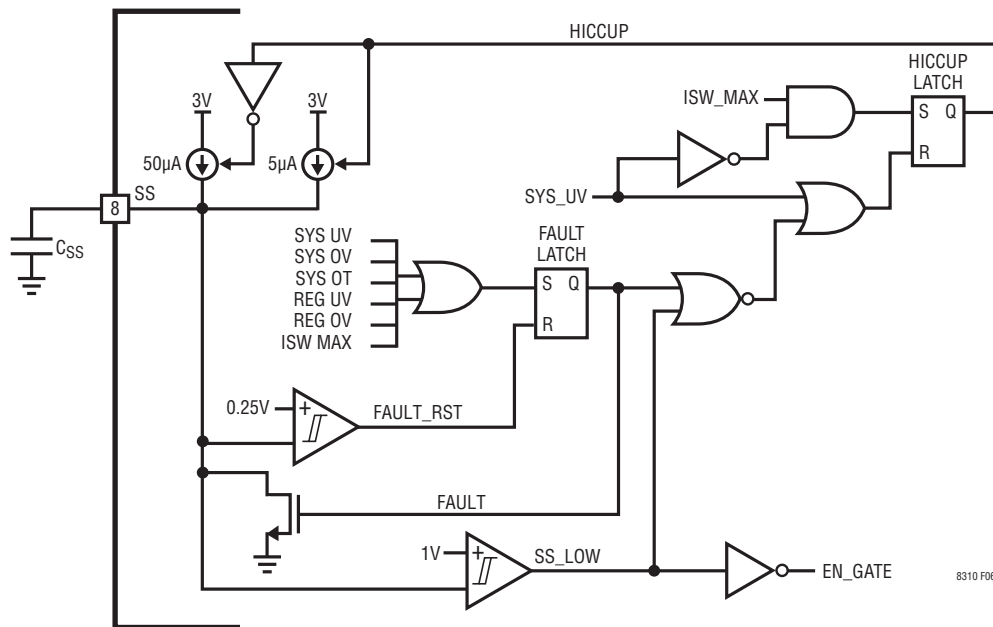 HICCUP
HICCUP
LATCH
ISW_MAX
S Q
R
3V
3V
50µA
5µA
SS
8
CSS
SYS_UV
SYS UV
SYS OV
SYS OT
REG UV
REG OV
ISW MAX
FAULT
LATCH
S Q
R
0.25V
+
FAULT_RST
FAULT
1V
+
SS_LOW
EN_GATE
8310 F06